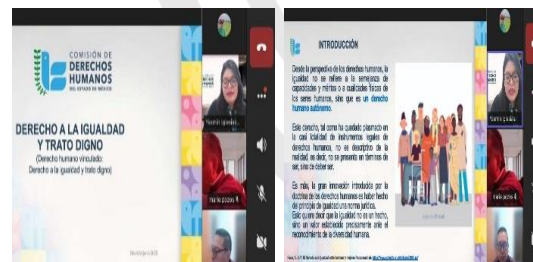 COMISIÓN DE
DERECHOS
HUMANOS
DEL ESTADO DE MÉXICO
DERECHO A LA IGUALDAD
Y TRATO DIGNO
(Derecho humano vinculado:
Derecho a la igualdad y trato digno)
INTRODUCCIÓN
Desde la perspectiva de los derechos humanos, la
igualdad no se refiere a la semejanza de
capacidades y méritos o a cualidades físicas de
los seres humanos, sino que es un derecho
humano autónomo.
Este derecho, tal como ha quedado plasmado en
la casi totalidad de instrumentos legales de
derechos humanos, no es descriptivo de la
realidad, es decir, no se presenta en términos de
ser, sino de deber ser.
Es más, la gran innovación introducida por la
doctrina de los derechos humanos es haber hecho
del principio de igualdad una norma jurídica.
Esto quiere decir que la igualdad no es un hecho,
sino un valor establecido precisamente ante el
reconocimiento de la diversidad humana.